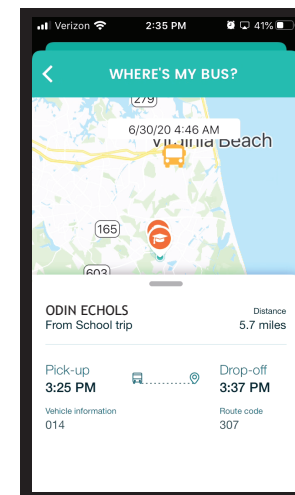 Verizon 2:35 PM 41%
WHERE'S MY BUS?
279
6/30/20 4:46 AM
Virginia Beach
165
603
ODIN ECHOLS
Distance
From School trip
5.7 miles
Pick-up
Drop-off
3:25 PM
3:37 PM
Vehicle information
Route code
014
307